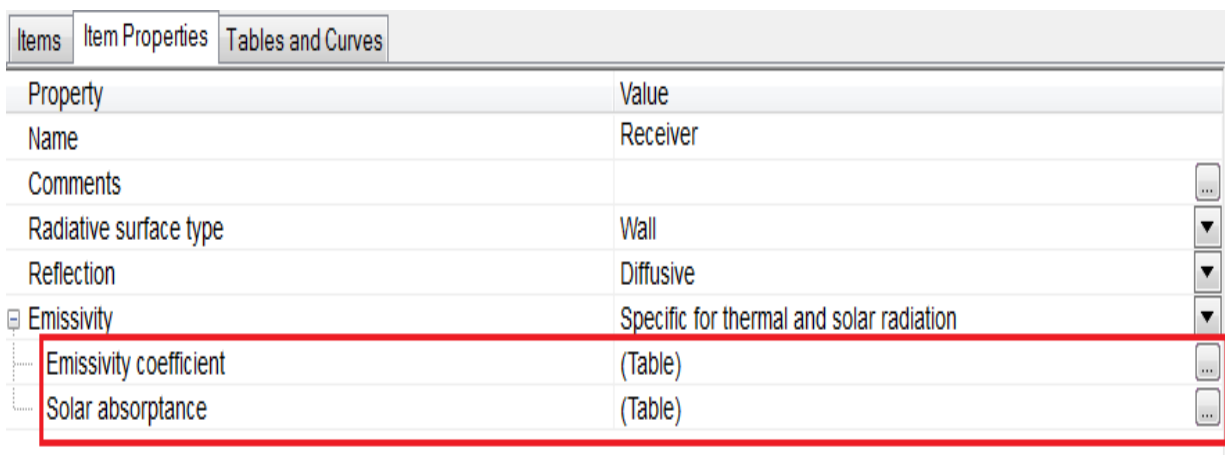 Items Item Properties Tables and Curves
Property Value
Name Receiver
Comments ...
Radiative surface type Wall
Reflection Diffusive
Emissivity Specific for thermal and solar radiation
Emissivity coefficient (Table) ...
Solar absorptance (Table) ...